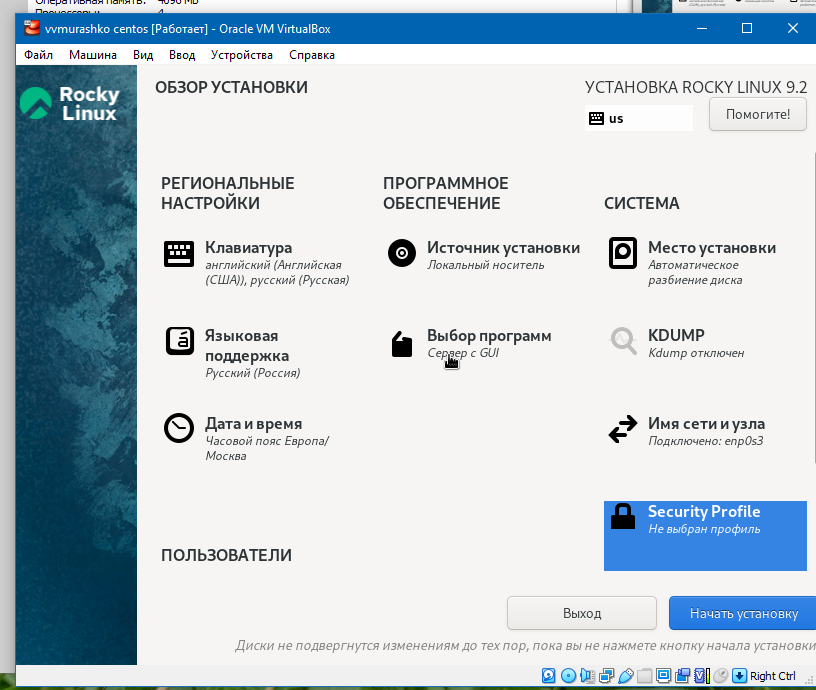 Оперативная память: 4096 МБ
Процессоры: 4
vvmurashko centos [Работает] - Oracle VM VirtualBox
Файл Машина Вид Ввод Устройства Справка
Rocky
Linux
ОБЗОР УСТАНОВКИ
УСТАНОВКА ROCKY LINUX 9.2
us
Помогите!
РЕГИОНАЛЬНЫЕ
НАСТРОЙКИ
Клавиатура
английский (Английская
(США)), русский (Русская)
Языковая
поддержка
Русский (Россия)
Дата и время
Часовой пояс Европа/
Москва
ПОЛЬЗОВАТЕЛИ
ПРОГРАММНОЕ
ОБЕСПЕЧЕНИЕ
Источник установки
Локальный носитель
Выбор программ
Сервер с GUI
СИСТЕМА
Место установки
Автоматическое
разбиение диска
KDUMP
Kdump отключен
Имя сети и узла
Подключено: enp0s3
Security Profile
Не выбран профиль
Выход
Начать установку
Диски не подвергнутся изменениям до тех пор, пока вы не нажмете кнопку начала установки
Right Ctrl